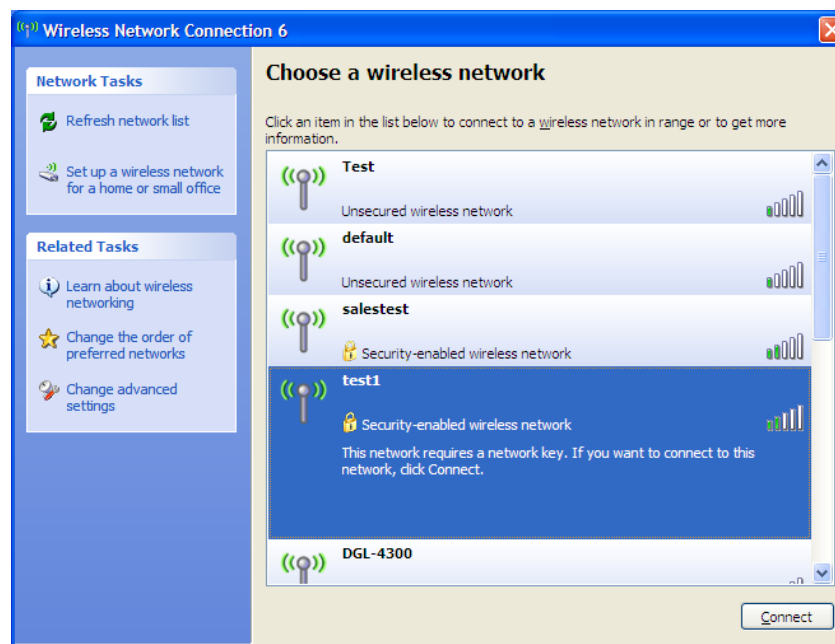 Wireless Network Connection 6
Network Tasks
Refresh network list
Set up a wireless network
for a home or small office
Related Tasks
Learn about wireless
networking
Change the order of
preferred networks
Change advanced
settings
Choose a wireless network
Click an item in the list below to connect to a wireless network in range or to get more
information.
Test
Unsecured wireless network
default
Unsecured wireless network
salestest
Security-enabled wireless network
test1
Security-enabled wireless network
This network requires a network key. If you want to connect to this
network, click Connect.
DGL-4300
Connect